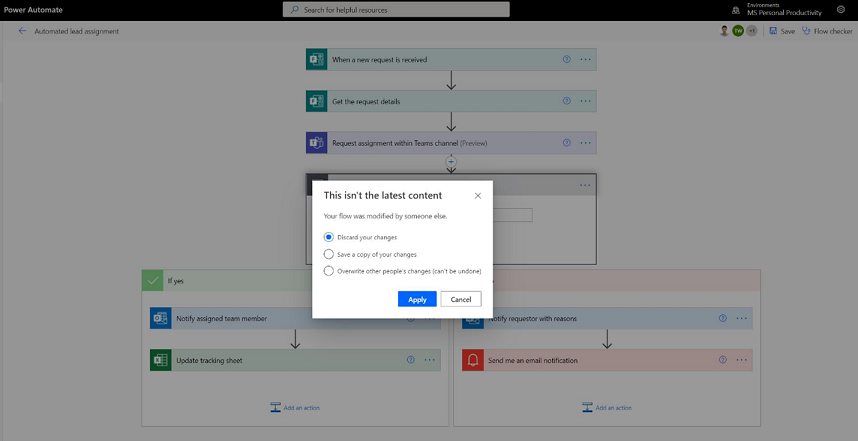 Power Automate
Search for helpful resources
Environments
MS Personal Productivity
Automated lead assignment
TW
+1
Save
Flow checker
When a new request is received
Get the request details
Request assignment within Teams channel (Preview)
This isn't the latest content
Your flow was modified by someone else.
Discard your changes
Save a copy of your changes
Overwrite other people's changes (can't be undone)
Apply
Cancel
If yes
Notify assigned team member
Notify requestor with reasons
Update tracking sheet
Send me an email notification
Add an action
Add an action